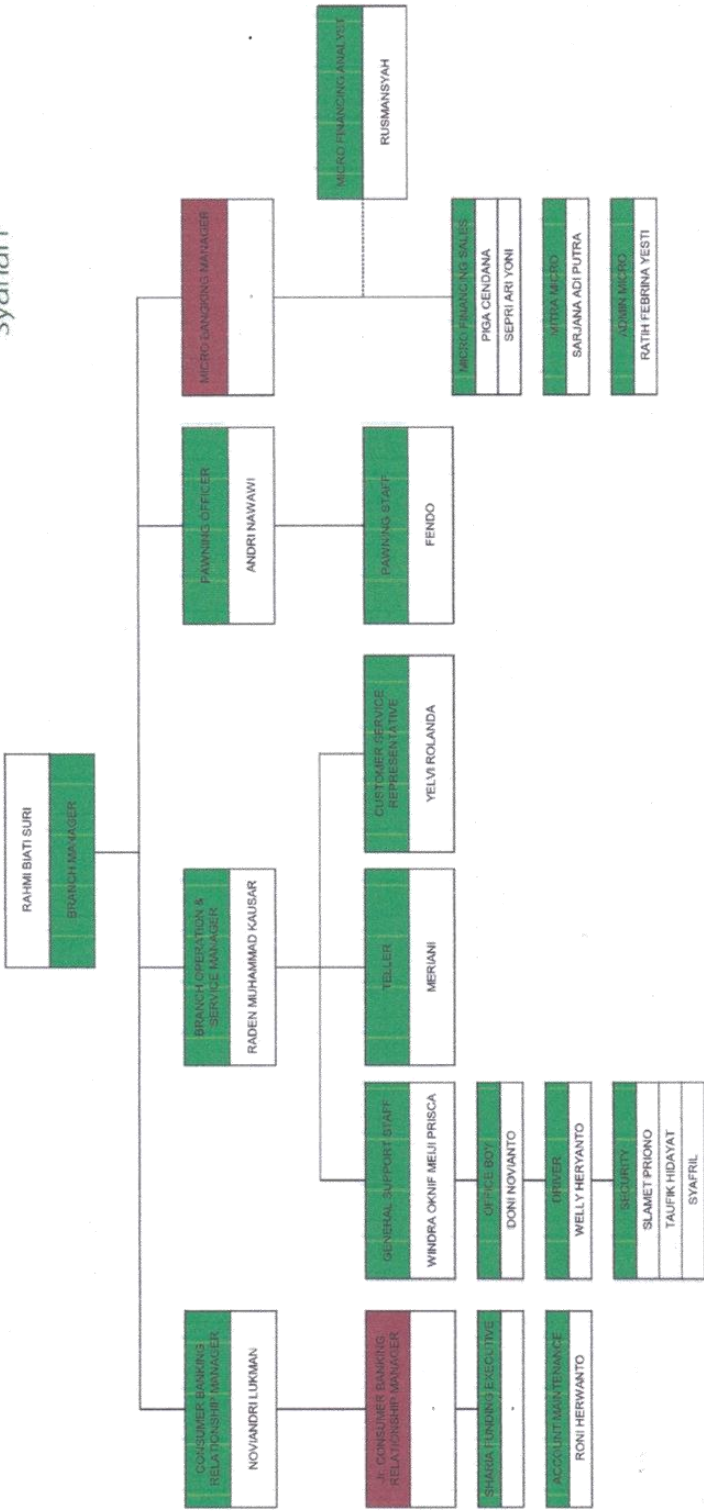 syariah
RAHMI BIATI SURI
BRANCH MANAGER
CONSUMER BANKING
RELATIONSHIP MANAGER
NOVIANDRI LUKMAN
BRANCH OPERATION &
SERVICE MANAGER
RADEN MUHAMMAD KAUSAR
PAWNING OFFICER
ANDRI NAWAWI
MICRO BANGKING MANAGER
-
MICRO FINANCING ANALYST
RUSMANSYAH
Jr. CONSUMER BANKING
RELATIONSHIP MANAGER
-
SHARIA FUNDING EXECUTIVE
-
ACCOUNT MAINTENANCE
RONI HERWANTO
GENERAL SUPPORT STAFF
WINDRA OKNIF MEIJI PRISCA
OFFICE BOY
DONI NOVIANTO
DRIVER
WELLY HERYANTO
SECURITY
SLAMET PRIONO
TAUFIK HIDAYAT
SYAFRIL
TELLER
MERIANI
CUSTOMER SERVICE
REPRESENTATIVE
YELVI ROLANDA
PAWNING STAFF
FENDO
MICRO FINANCING SALES
PIGA CENDANA
SEPRI ARI YONI
MITRA MICRO
SARJANA ADI PUTRA
ADMIN MICRO
RATIH FEBRINA YESTI